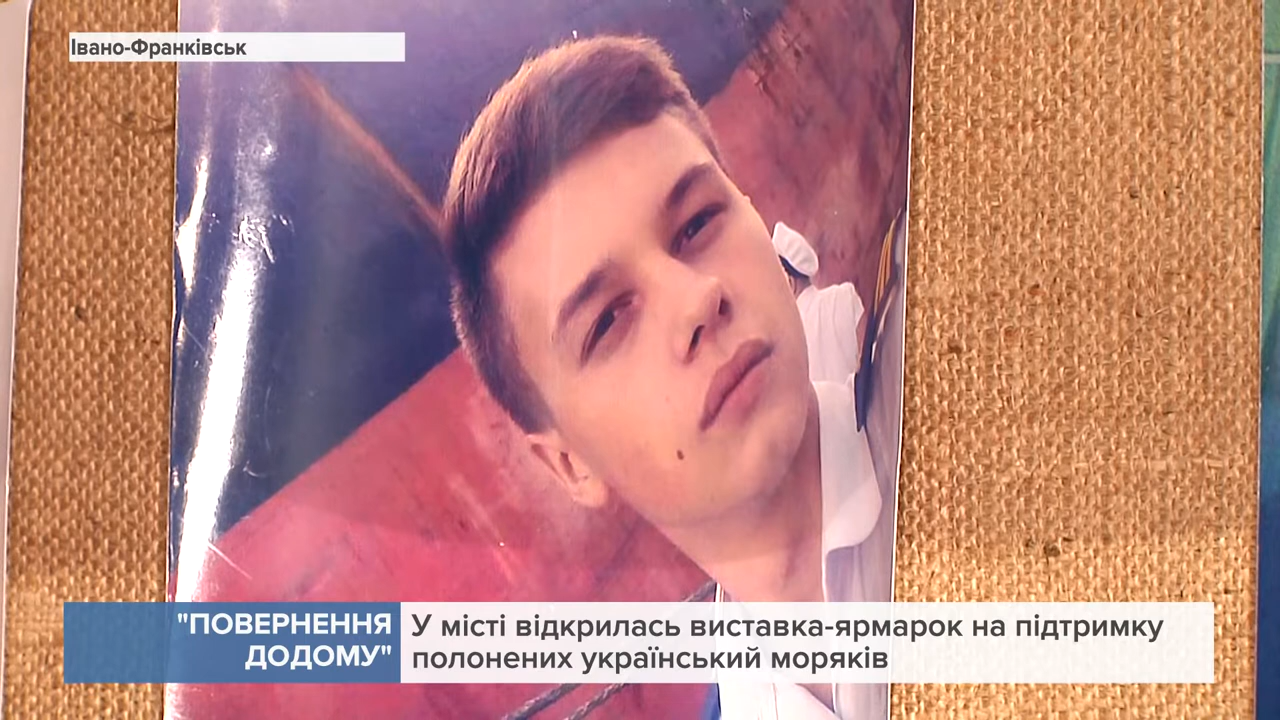 Івано-Франківськ
"ПОВЕРНЕННЯ
ДОДОМУ"
У місті відкрилась виставка-ярмарок на підтримку
полонених український моряків